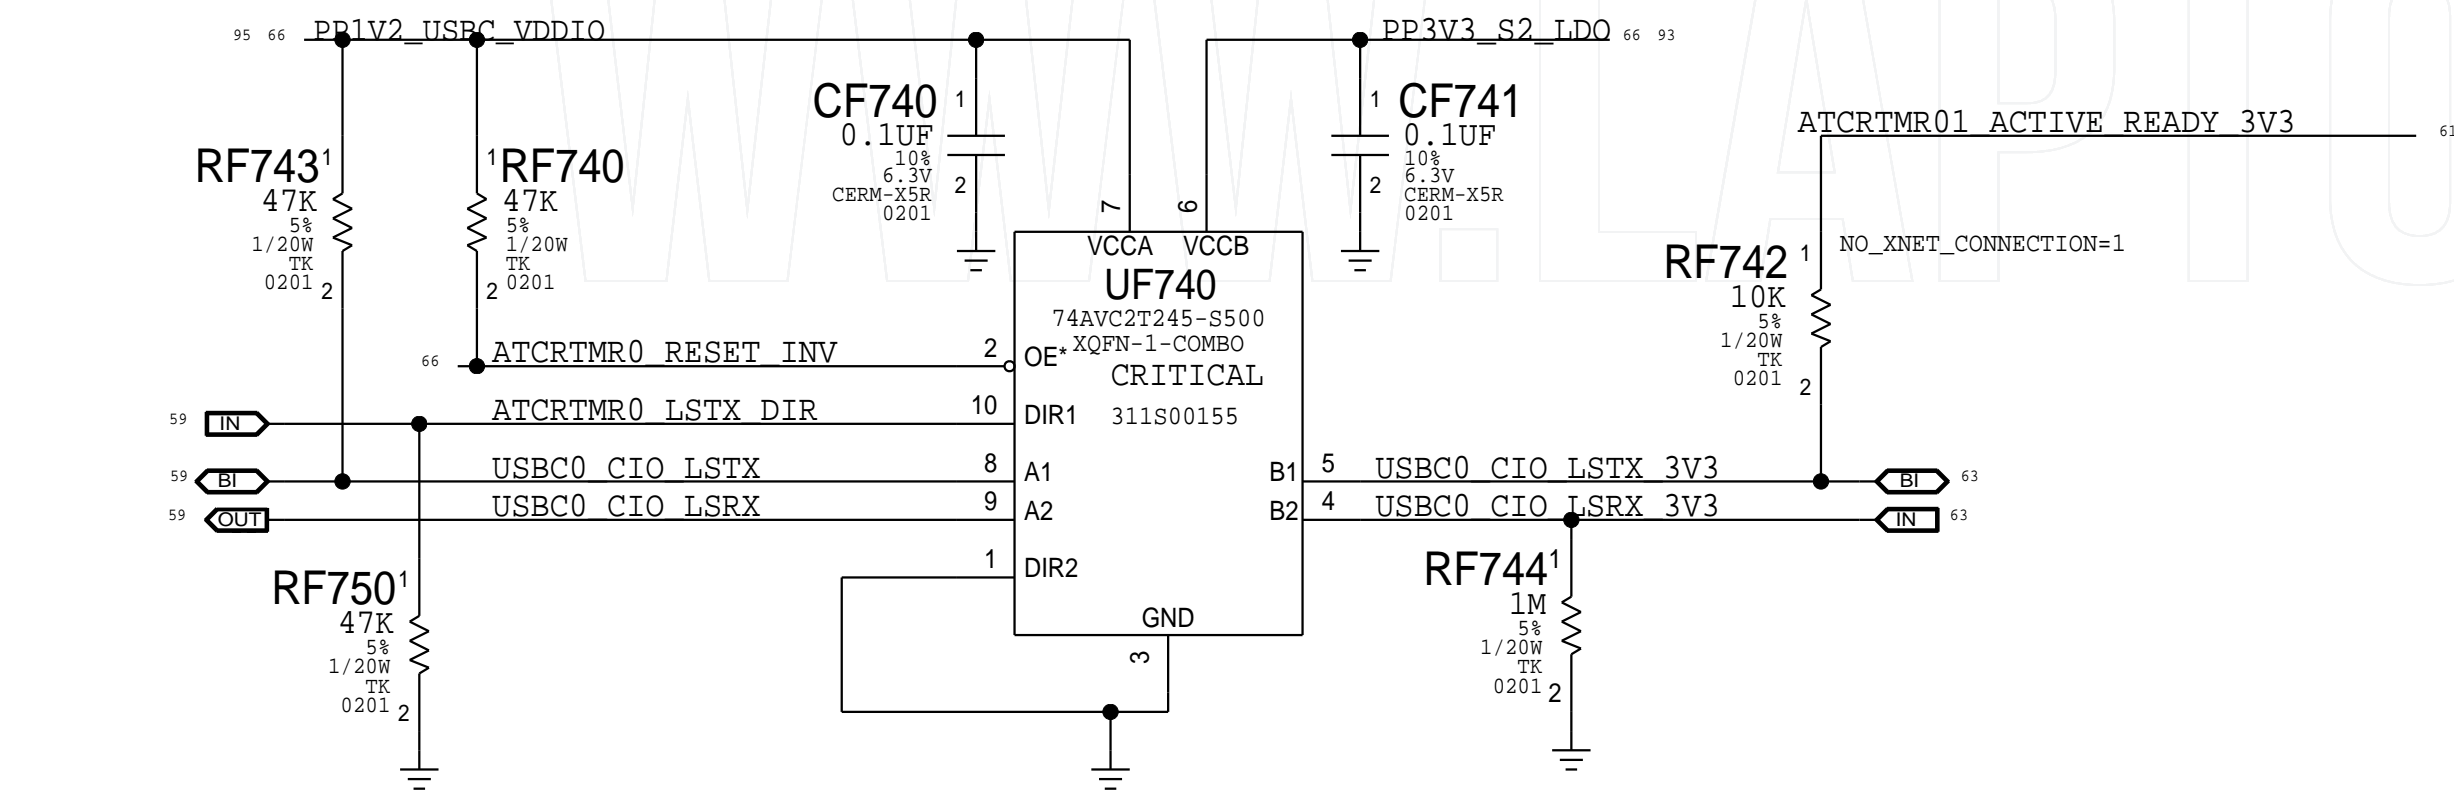 95 66 PP1V2_USBC_VDDIO
PP3V3_S2_LDO 66 93
CF740 1
0.1UF
10%
6.3V
CERM-X5R
0201
2
1 CF741
0.1UF
10%
6.3V
CERM-X5R
0201
2
ATCRTMR01_ACTIVE_READY_3V3 61
RF743 1
47K
5%
1/20W
TK
0201 2
1 RF740
47K
5%
1/20W
TK
2 0201
7
6
VCCA VCCB
UF740
74AVC2T245-S500
XQFN-1-COMBO
CRITICAL
311S00155
RF742 1
10K
5%
1/20W
TK
0201 2
NO_XNET_CONNECTION=1
66 ATCRTMR0_RESET_INV 2 OE*
59 IN ATCRTMR0_LSTX_DIR 10 DIR1
59 BI USBC0_CIO_LSTX 8 A1
B1 5 USBC0_CIO_LSTX_3V3 BI 63
59 OUT USBC0_CIO_LSRX 9 A2
B2 4 USBC0_CIO_LSRX_3V3 IN 63
1 DIR2
GND
3
RF750 1
47K
5%
1/20W
TK
0201 2
RF744 1
1M
5%
1/20W
TK
0201 2
WWW.LAPTO